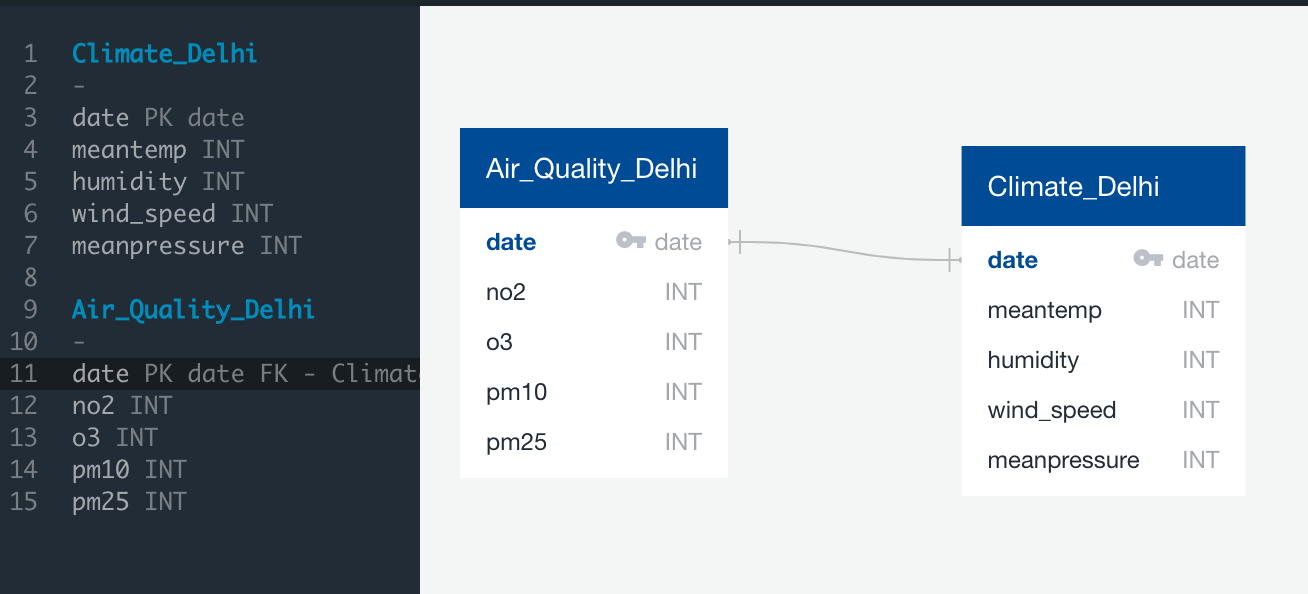 1 Climate_Delhi
2 -
3 date PK date
4 meantemp INT
5 humidity INT
6 wind_speed INT
7 meanpressure INT
8
9 Air_Quality_Delhi
10 -
11 date PK date FK - Climat
12 no2 INT
13 o3 INT
14 pm10 INT
15 pm25 INT
Air_Quality_Delhi
date date
no2 INT
o3 INT
pm10 INT
pm25 INT
Climate_Delhi
date date
meantemp INT
humidity INT
wind_speed INT
meanpressure INT